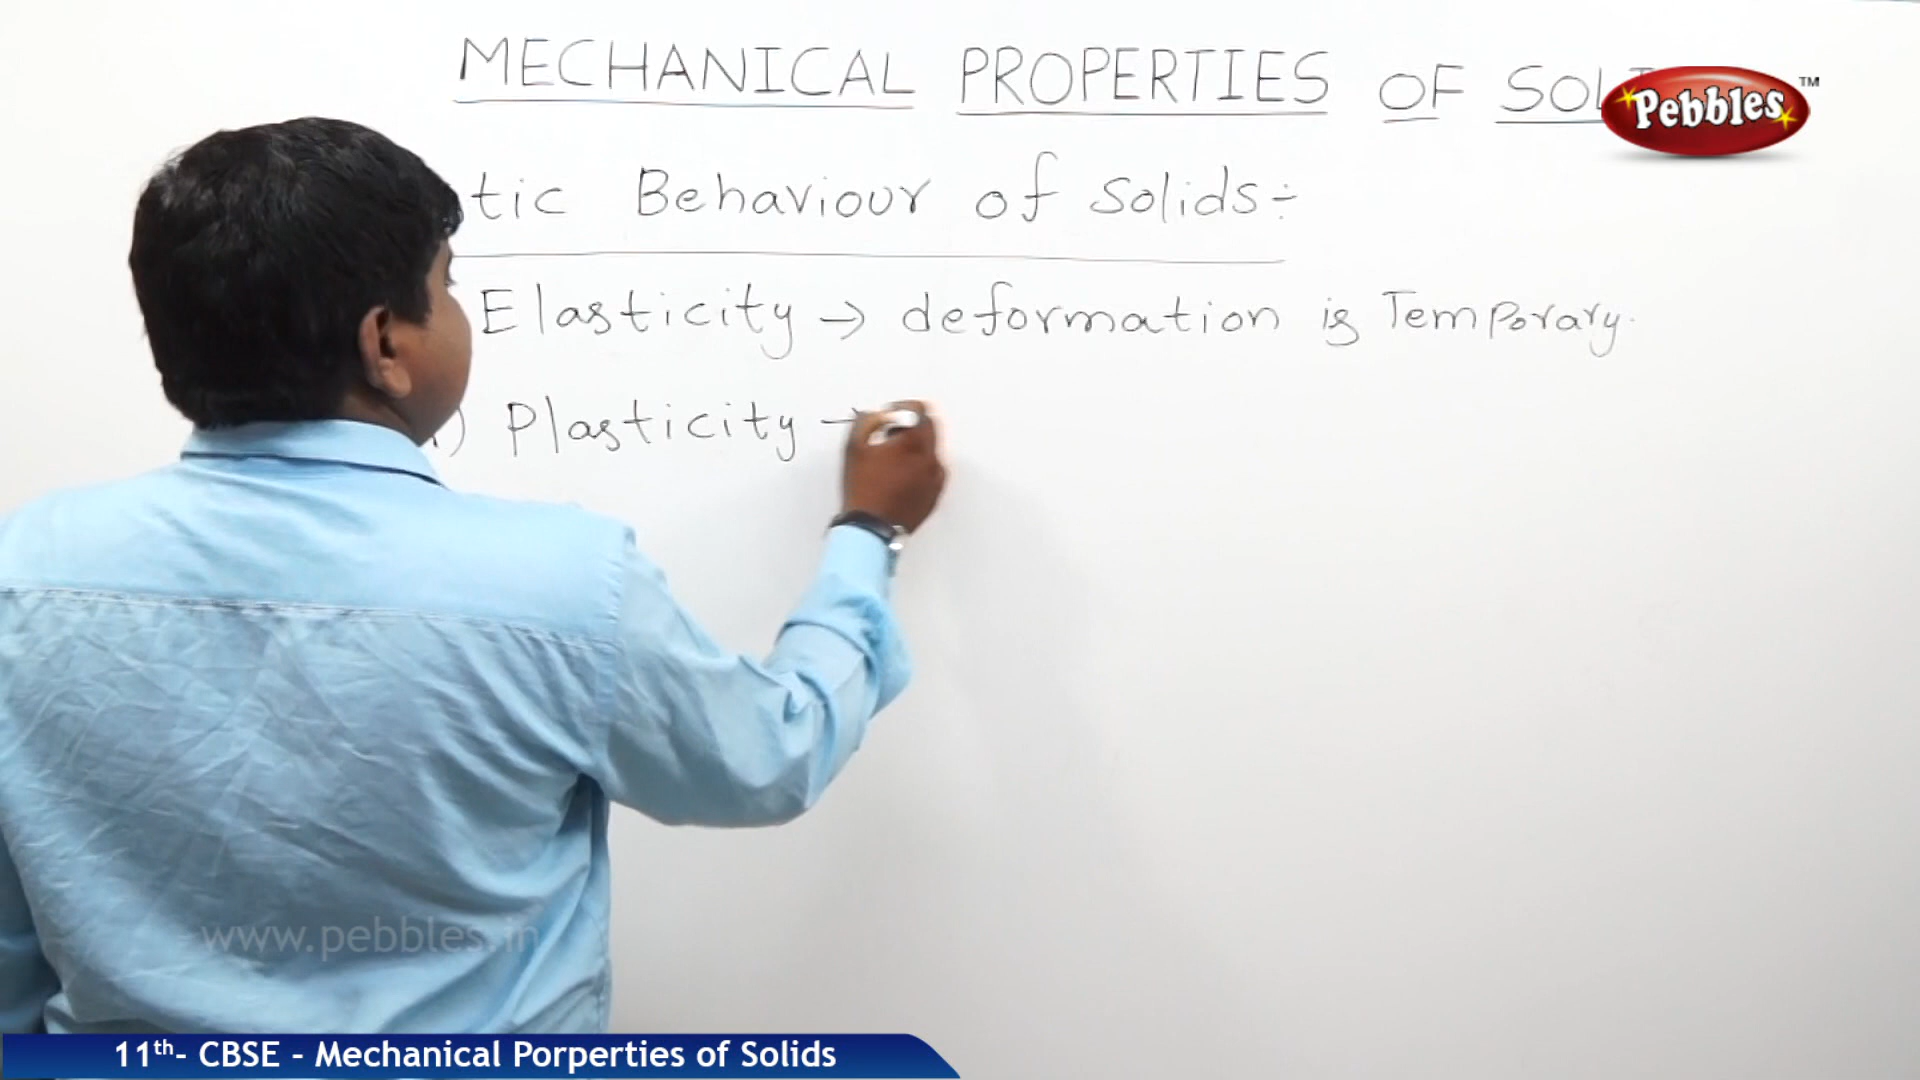 MECHANICAL PROPERTIES OF SOL
Pebbles TM
tic Behaviour of Solids:-
Elasticity → deformation is Temporary.
) Plasticity →
www.pebbles.in
11th- CBSE - Mechanical Porperties of Solids